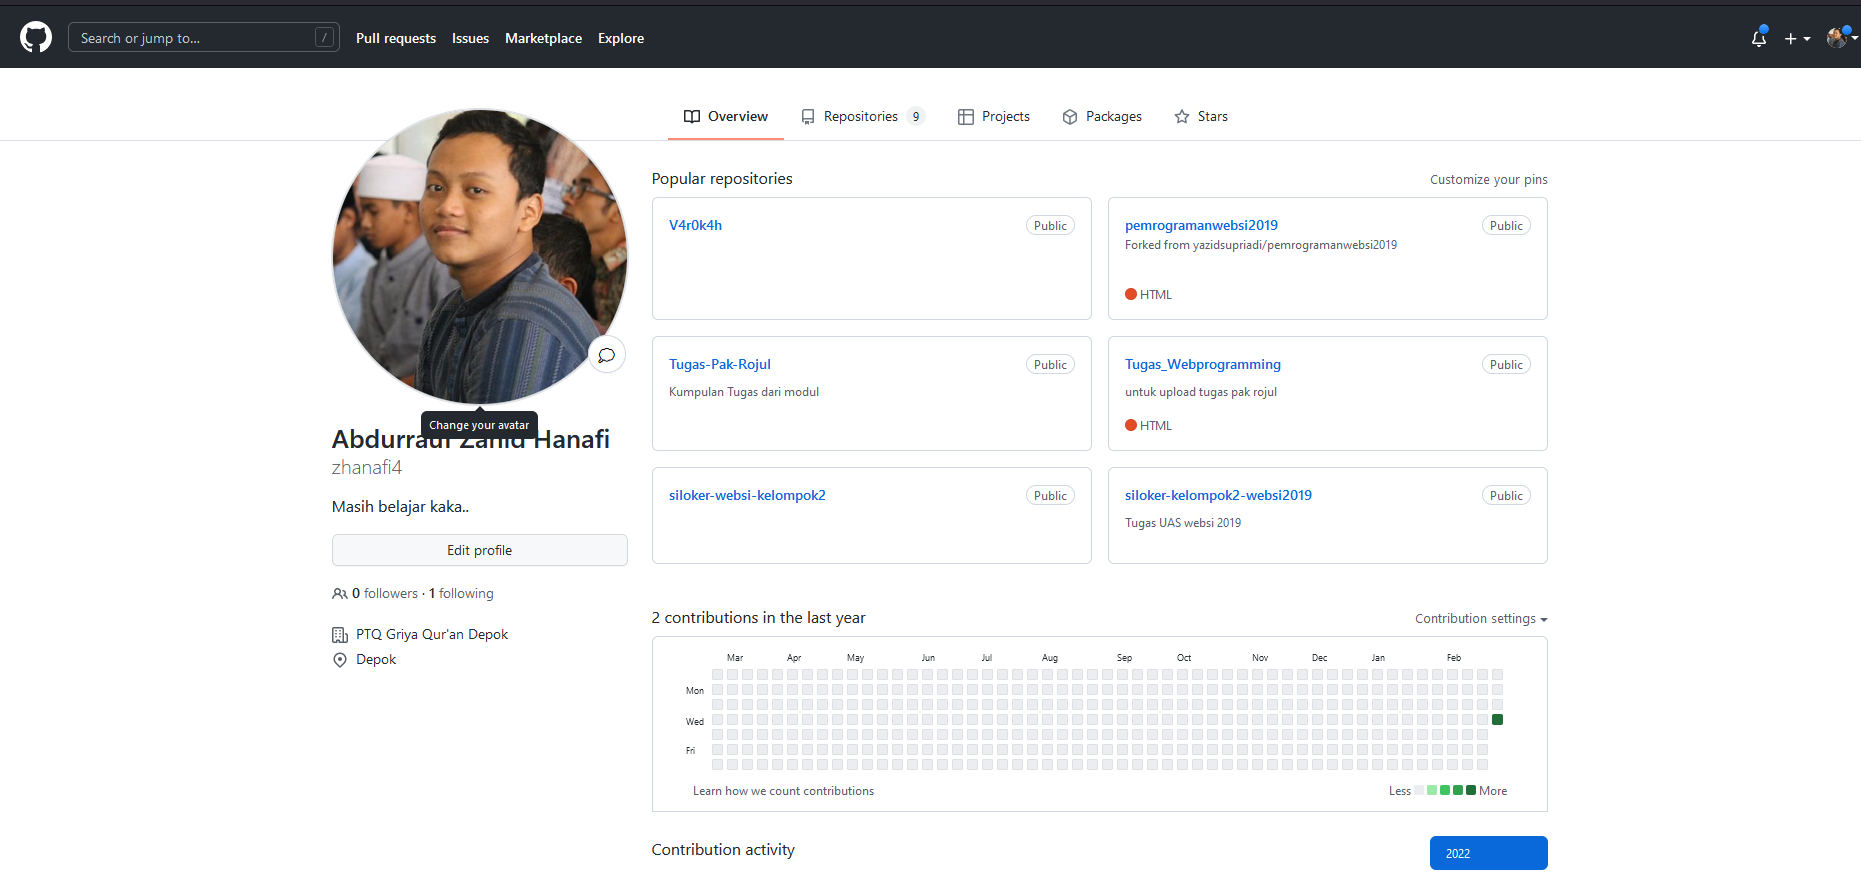 Search or jump to...
/
Pull requests
Issues
Marketplace
Explore
Overview
Repositories 9
Projects
Packages
Stars
Change your avatar
Abdurrauf Zahid Hanafi
zhanafi4
Masih belajar kaka..
Edit profile
0 followers · 1 following
PTQ Griya Qur'an Depok
Depok
Popular repositories
Customize your pins
V4r0k4h
Public
pemrogramanwebsi2019
Public
Forked from yazidsupriadi/pemrogramanwebsi2019
HTML
Tugas-Pak-Rojul
Public
Kumpulan Tugas dari modul
Tugas_Webprogramming
Public
untuk upload tugas pak rojul
HTML
siloker-websi-kelompok2
Public
siloker-kelompok2-websi2019
Public
Tugas UAS websi 2019
2 contributions in the last year
Contribution settings
Mar Apr May Jun Jul Aug Sep Oct Nov Dec Jan Feb
Mon
Wed
Fri
Learn how we count contributions
Less
More
Contribution activity
2022